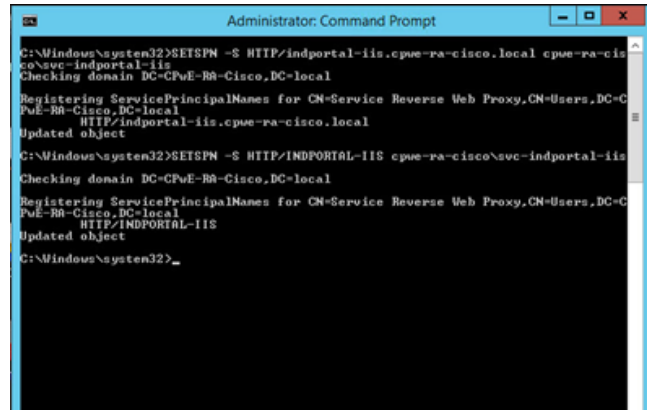 Administrator: Command Prompt
C:\Windows\system32>SETSPN -S HTTP/indportal-iis.cpwe-ra-cisco.local cpwe-ra-cis
co\svc-indportal-iis
Checking domain DC=CPwE-RA-Cisco,DC=local
Registering ServicePrincipalNames for CN=Service Reverse Web Proxy,CN=Users,DC=C
PwE-RA-Cisco,DC=local
HTTP/indportal-iis.cpwe-ra-cisco.local
Updated object
C:\Windows\system32>SETSPN -S HTTP/INDPORTAL-IIS cpwe-ra-cisco\svc-indportal-iis
Checking domain DC=CPwE-RA-Cisco,DC=local
Registering ServicePrincipalNames for CN=Service Reverse Web Proxy,CN=Users,DC=C
PwE-RA-Cisco,DC=local
HTTP/INDPORTAL-IIS
Updated object
C:\Windows\system32>_